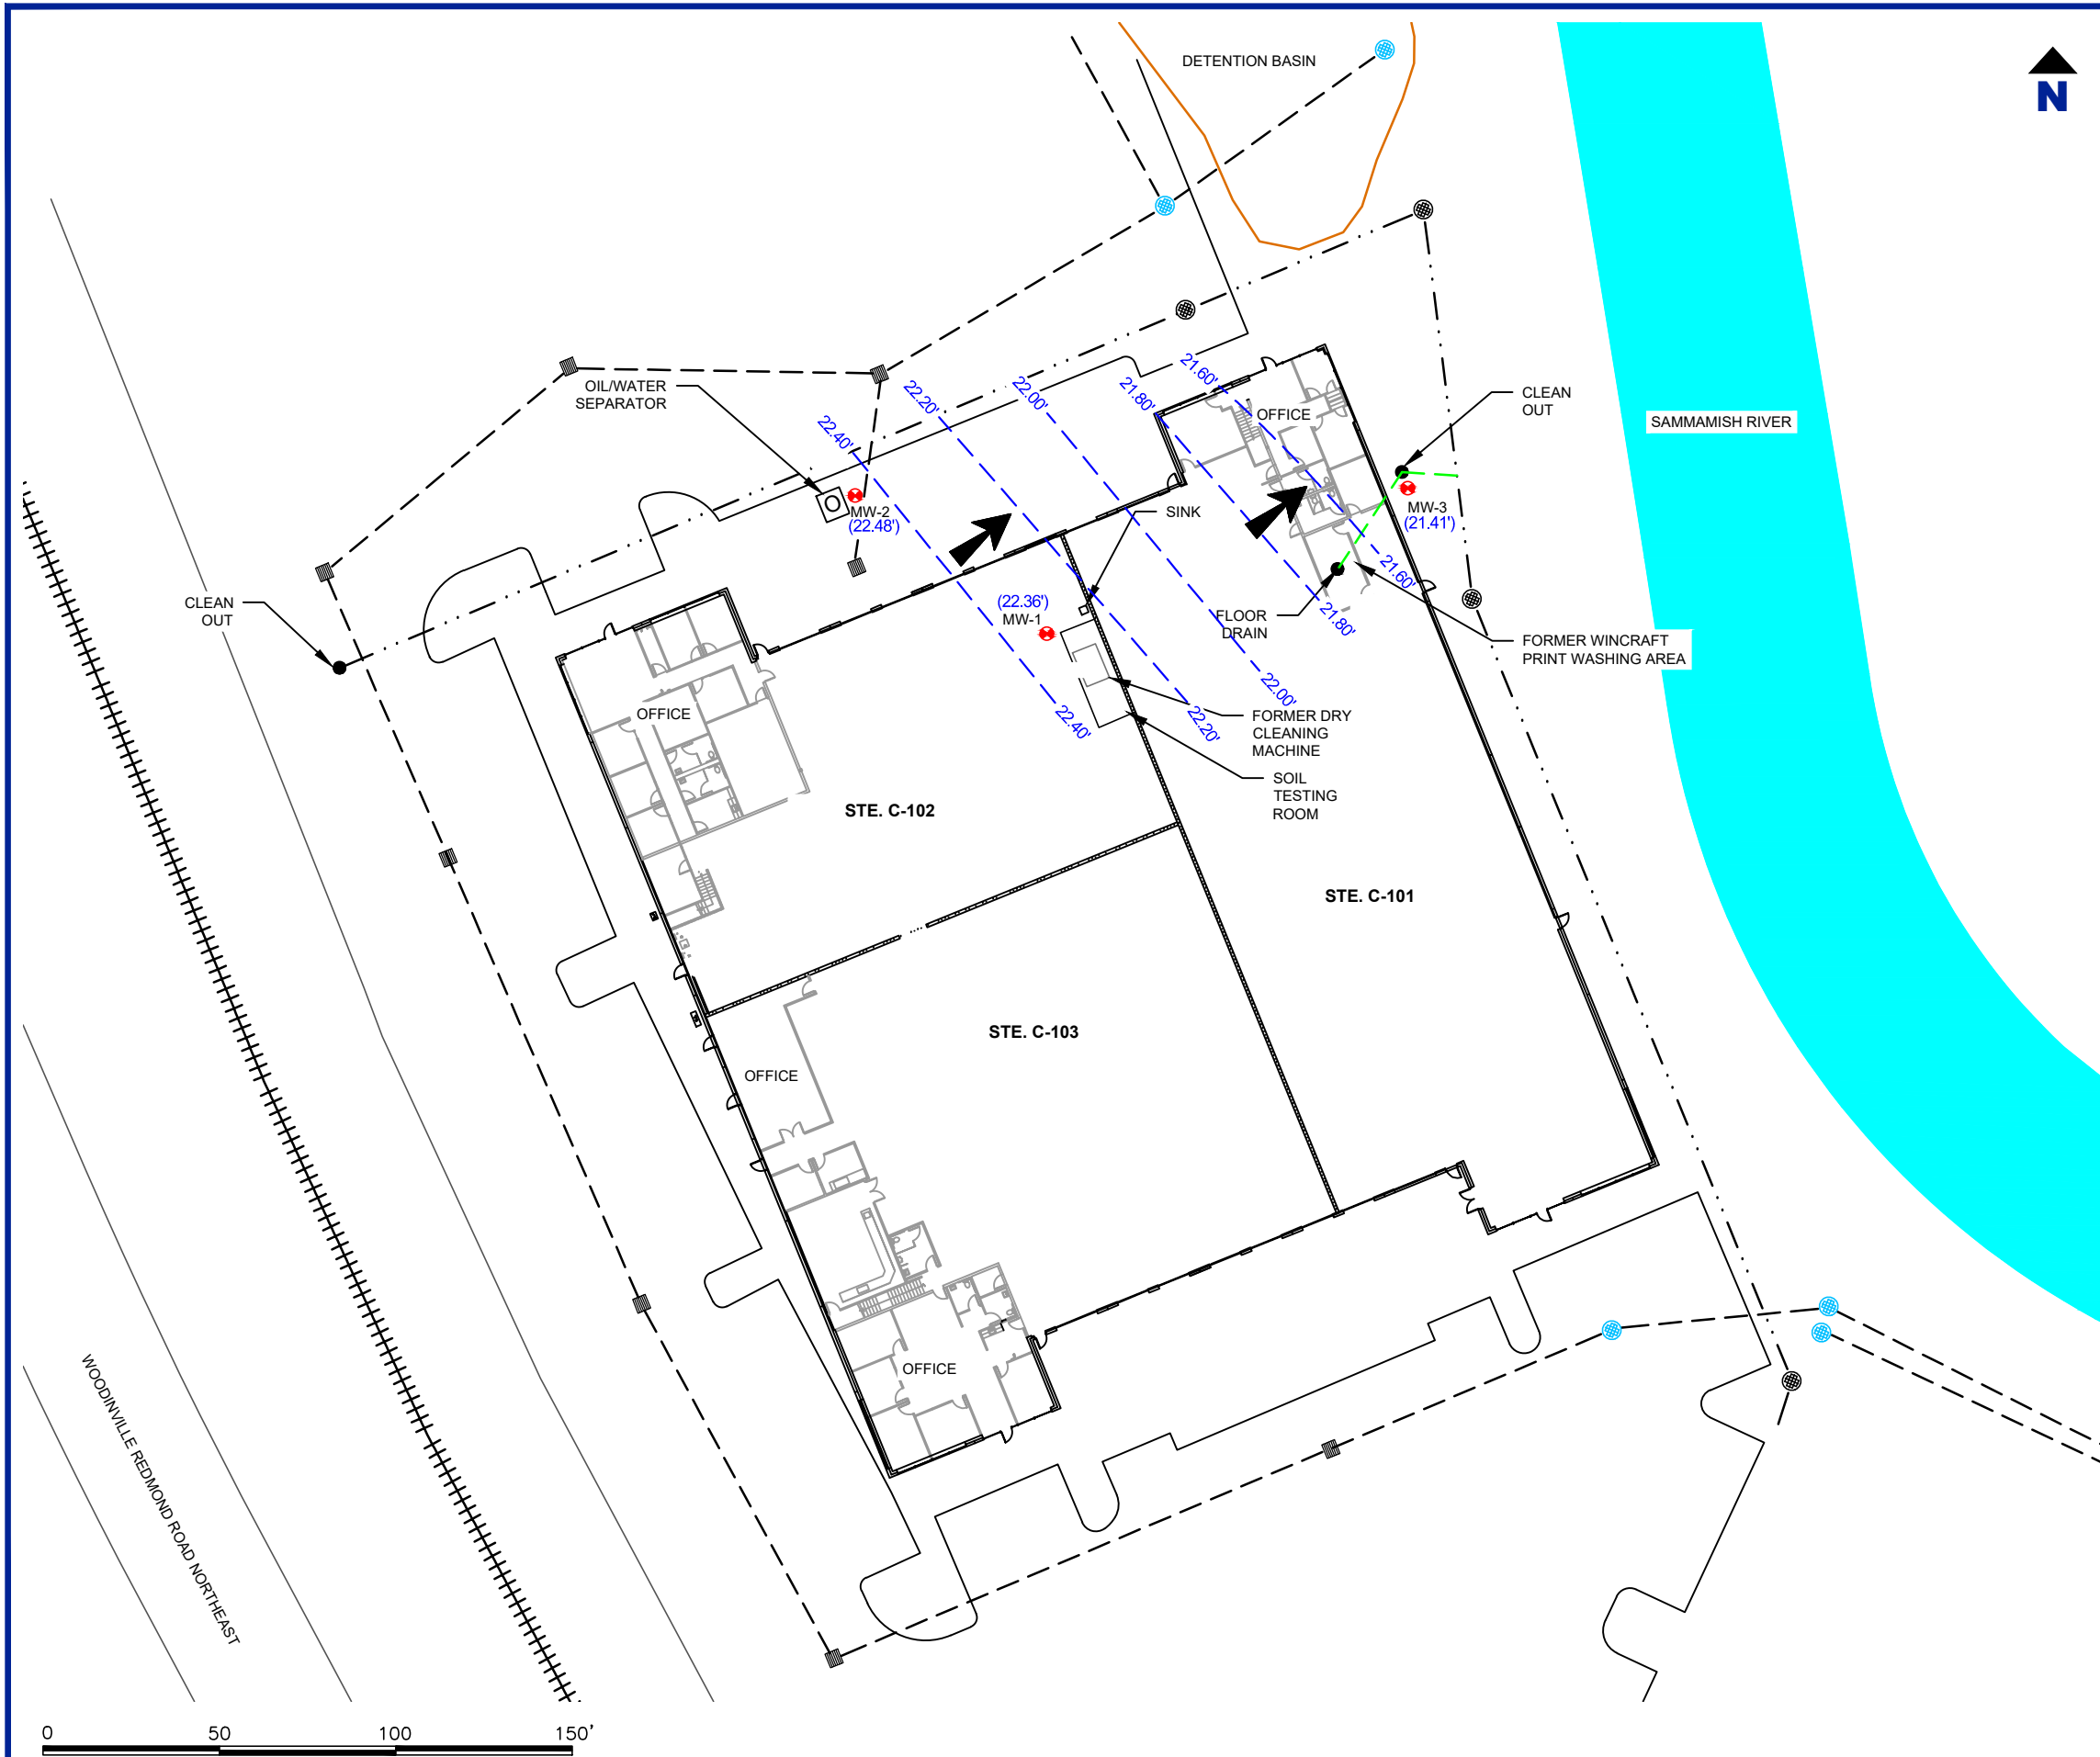 DETENTION BASIN
N
OIL/WATER
SEPARATOR
22.40'
22.20'
22.00'
21.80'
21.60'
OFFICE
CLEAN
OUT
SAMMAMISH RIVER
MW-2
(22.48')
SINK
MW-3
(21.41')
CLEAN
OUT
(22.36')
MW-1
FLOOR
DRAIN
21.60'
21.80'
FORMER WINCRAFT
PRINT WASHING AREA
OFFICE
22.00'
22.20'
22.40'
FORMER DRY
CLEANING
MACHINE
SOIL
TESTING
ROOM
STE. C-102
STE. C-101
STE. C-103
OFFICE
OFFICE
WOODINVILLE REDMOND ROAD NORTHEAST
0 50 100 150'